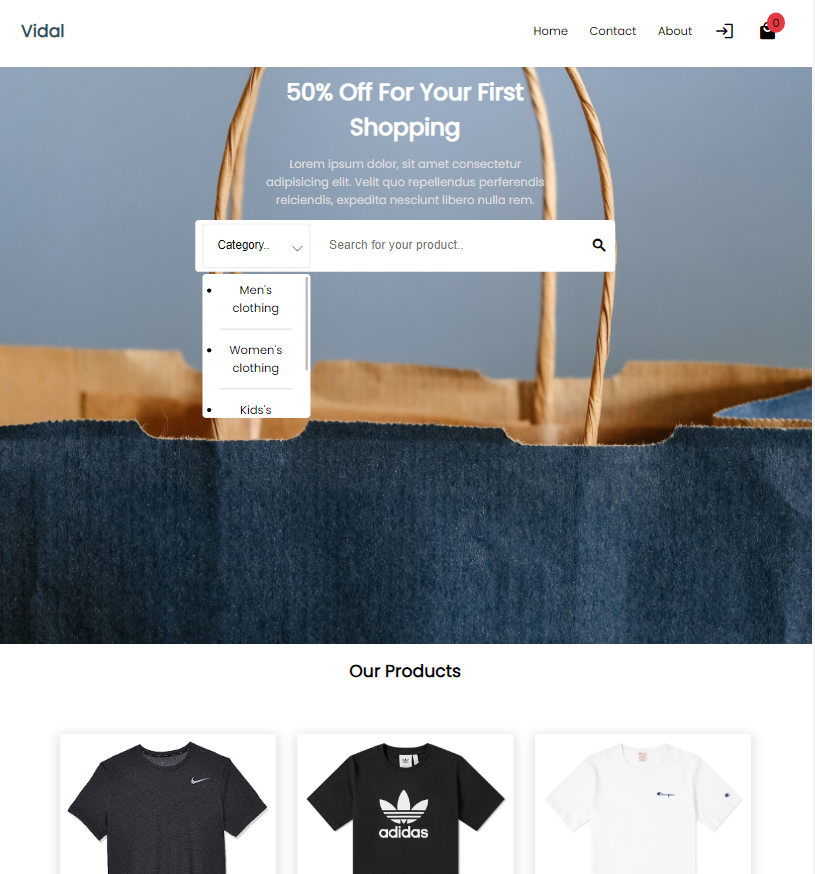 Vidal
Home Contact About 0
50% Off For Your First
Shopping
Lorem ipsum dolor, sit amet consectetur
adipisicing elit. Velit quo repellendus perferendis
reiciendis, expedita nesciunt libero nulla rem.
Category.. Search for your product..
Men's
clothing
Women's
clothing
Kids's
Our Products
adidas
Champion